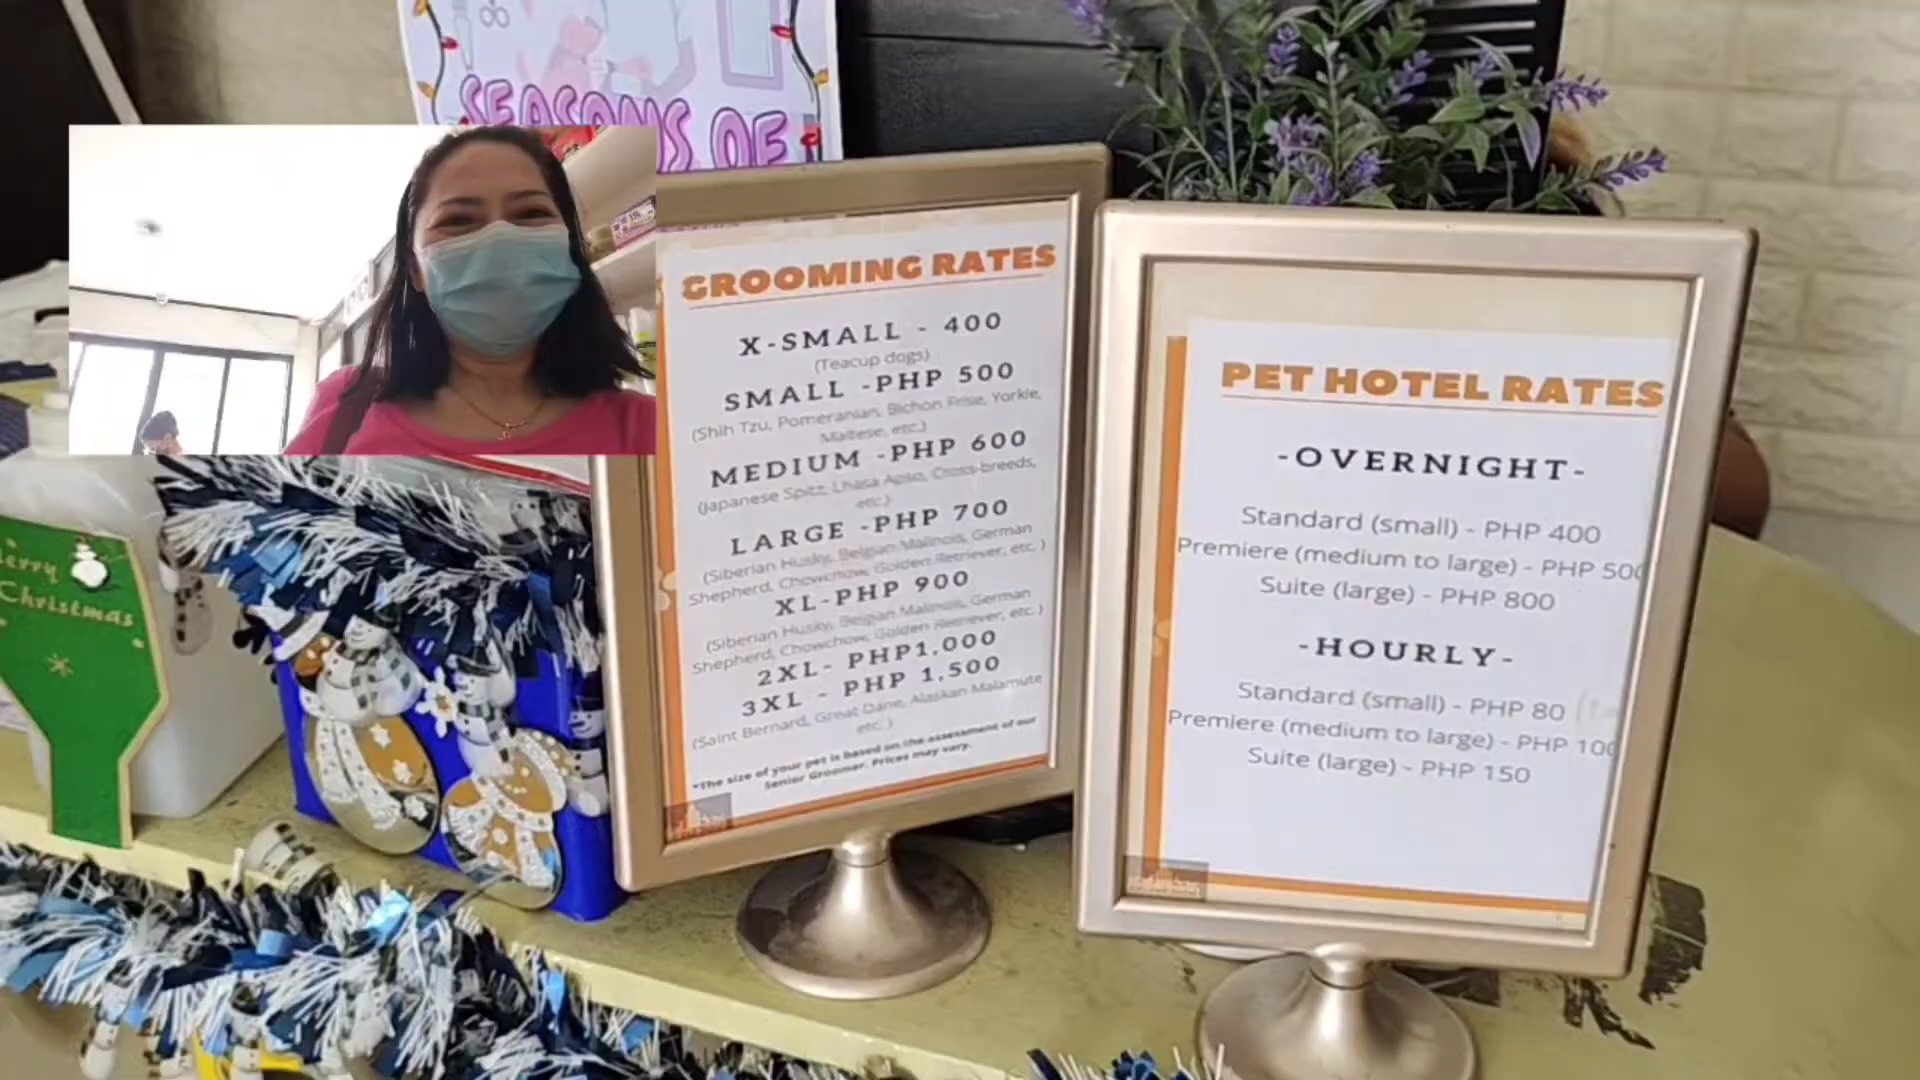 SEASONS OF
GROOMING RATES
X-SMALL - 400
(Teacup dogs)
SMALL -PHP 500
(Shih Tzu, Pomeranian, Bichon Frise, Yorkie,
Maltese, etc.)
MEDIUM -PHP 600
(Japanese Spitz, Lhasa Apso, Cross-breeds,
etc.)
LARGE -PHP 700
(Siberian Husky, Belgian Malinois, German
Shepherd, Chowchow, Golden Retriever, etc.)
XL-PHP 900
(Siberian Husky, Belgian Malinois, German
Shepherd, Chowchow, Golden Retriever, etc.)
2XL- PHP1,000
3XL - PHP 1,500
(Saint Bernard, Great Dane, Alaskan Malamute
etc.)
*The size of your pet is based on the assessment of our
Senior Groomer. Prices may vary.
PET HOTEL RATES
-OVERNIGHT-
Standard (small) - PHP 400
Premiere (medium to large) - PHP 500
Suite (large) - PHP 800
-HOURLY-
Standard (small) - PHP 80
Premiere (medium to large) - PHP 100
Suite (large) - PHP 150
Merry
Christmas